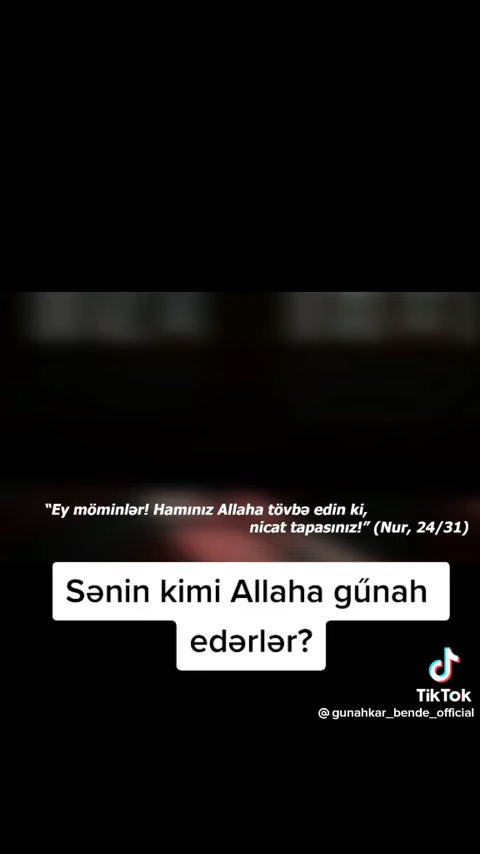 “Ey möminlər! Hamınız Allaha tövbə edin ki,
nicat tapasınız!” (Nur, 24/31)
Sənin kimi Allaha gűnah
edərlər?
TikTok
@gunahkar_bende_official